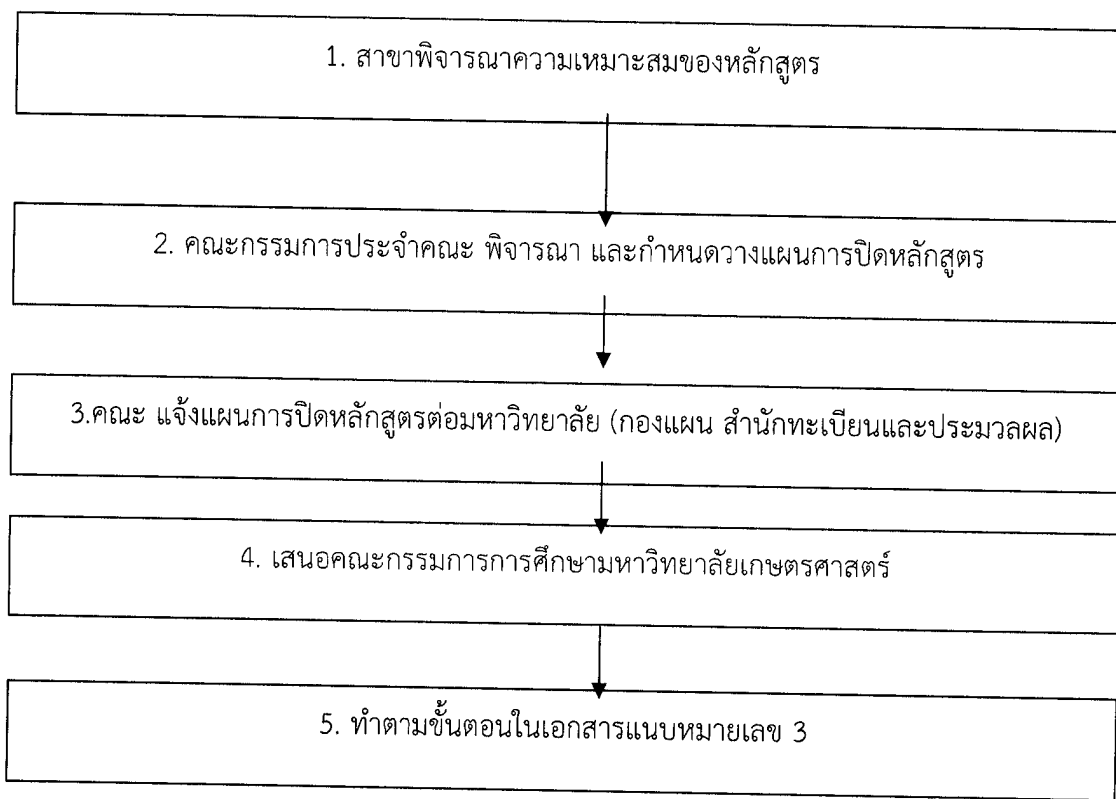 1. สาขาพิจารณาความเหมาะสมของหลักสูตร
2. คณะกรรมการประจำคณะ พิจารณา และกำหนดวางแผนการปิดหลักสูตร
3.คณะ แจ้งแผนการปิดหลักสูตรต่อมหาวิทยาลัย (กองแผน สำนักทะเบียนและประมวลผล)
4. เสนอคณะกรรมการการศึกษามหาวิทยาลัยเกษตรศาสตร์
5. ทำตามขั้นตอนในเอกสารแนบหมายเลข 3